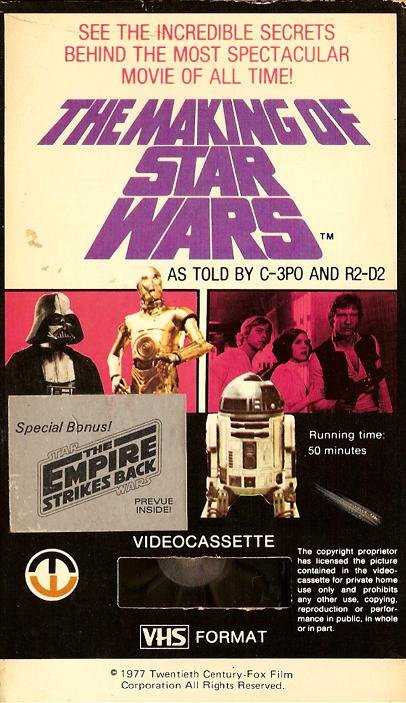 SEE THE INCREDIBLE SECRETS
BEHIND THE MOST SPECTACULAR
MOVIE OF ALL TIME!
THE MAKING OF
STAR
WARS
TM
AS TOLD BY C-3PO AND R2-D2
Special Bonus!
STAR
THE
EMPIRE
STRIKES BACK
WARS
PREVUE
INSIDE!
Running time:
50 minutes
VIDEOCASSETTE
The copyright proprietor
has licensed the picture
contained in the video-
cassette for private home
use only and prohibits
any other use, copying,
reproduction or perfor-
mance in public, in whole
or in part.
VHS FORMAT
© 1977 Twentieth Century-Fox Film
Corporation All Rights Reserved.